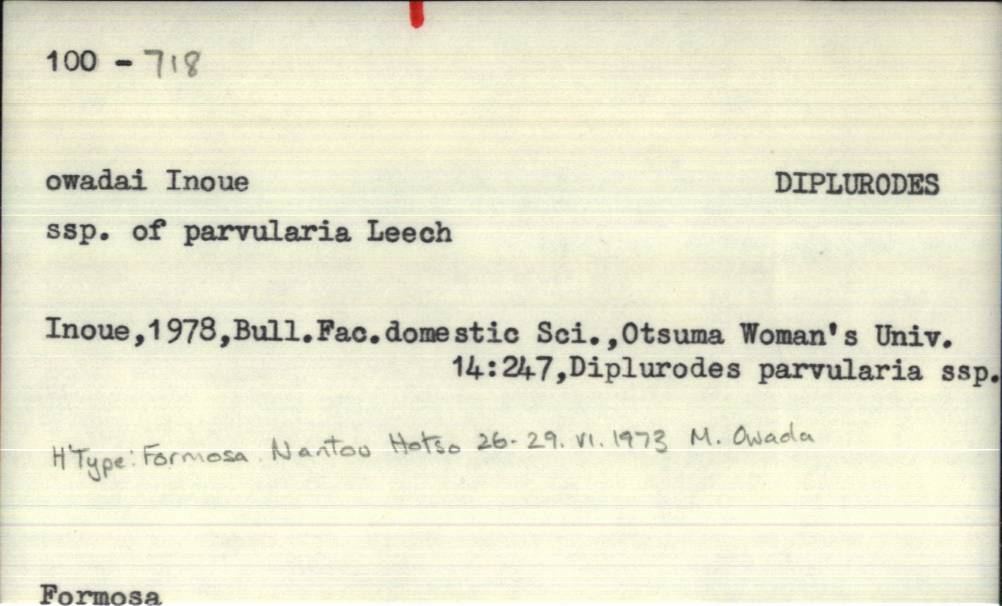 100 - 718
owadai Inoue DIPLURODES
ssp. of parvularia Leech
Inoue,1978,Bull.Fac.domestic Sci.,Otsuma Woman's Univ.
14:247,Diplurodes parvularia ssp.
H'Type: Formosa. Nantou Hotso 26-29.VI.1973 M. Owada
Formosa